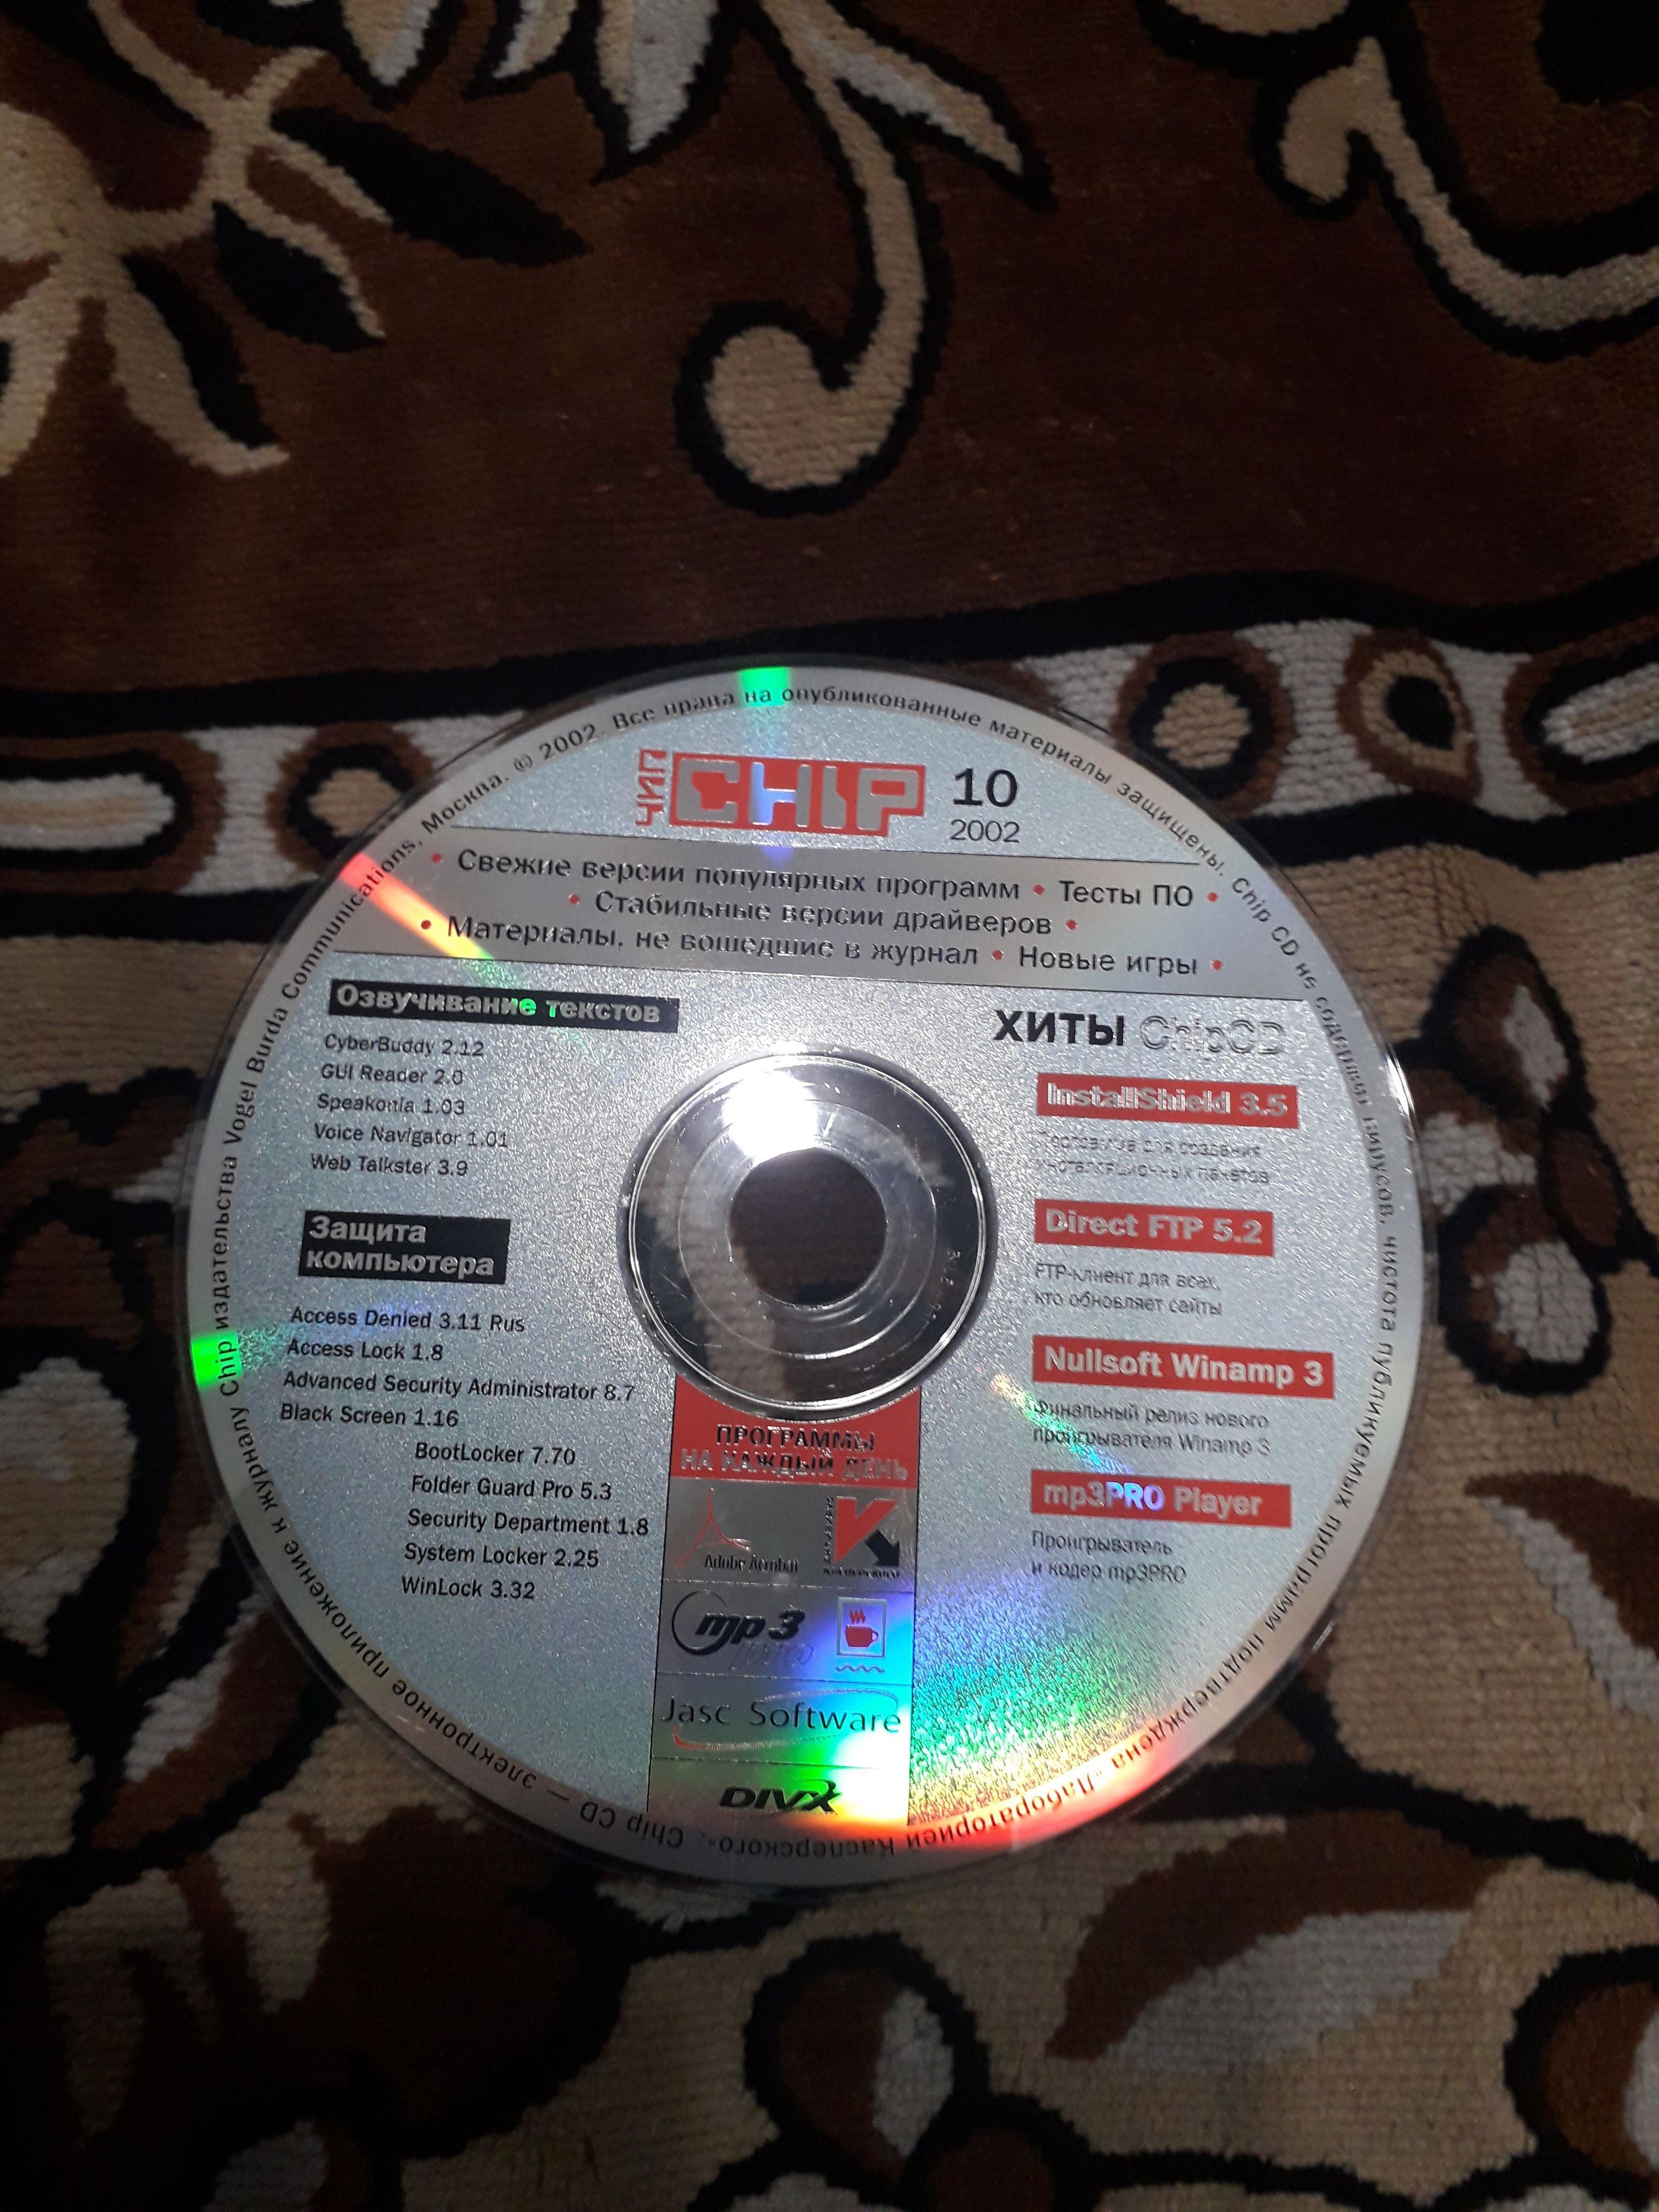 ЧИП
CHIP
10
2002
• Свежие версии популярных программ • Тесты ПО •
• Стабильные версии драйверов •
• Материалы, не вошедшие в журнал • Новые игры •
Озвучивание текстов
CyberBuddy 2.12
GUI Reader 2.0
Speakonia 1.03
Voice Navigator 1.01
Web Talkster 3.9
Защита
компьютера
Access Denied 3.11 Rus
Access Lock 1.8
Advanced Security Administrator 8.7
Black Screen 1.16
BootLocker 7.70
Folder Guard Pro 5.3
Security Department 1.8
System Locker 2.25
WinLock 3.32
ХИТЫ ChipCD
InstallShield 3.5
для создания
инсталляционных пакетов
Direct FTP 5.2
FTP-клиент для всех,
кто обновляет сайты
Nullsoft Winamp 3
Финальный релиз нового
проигрывателя Winamp 3
mp3PRO Player
Проигрыватель
и кодер mp3PRO
ПРОГРАММЫ
НА КАЖДЫЙ ДЕНЬ
Adobe Acrobat
АНТИВИРУС
КАСПЕРСКОГО
mp3
Jasc Software
DIVX
Chip CD — электронное приложение к журналу Chip издательства Vogel Burda Communications, Москва. © 2002. Все права на опубликованные материалы защищены. Chip CD не содержит вирусов, чистота публикуемых программ подтверждена «Лабораторией Касперского».